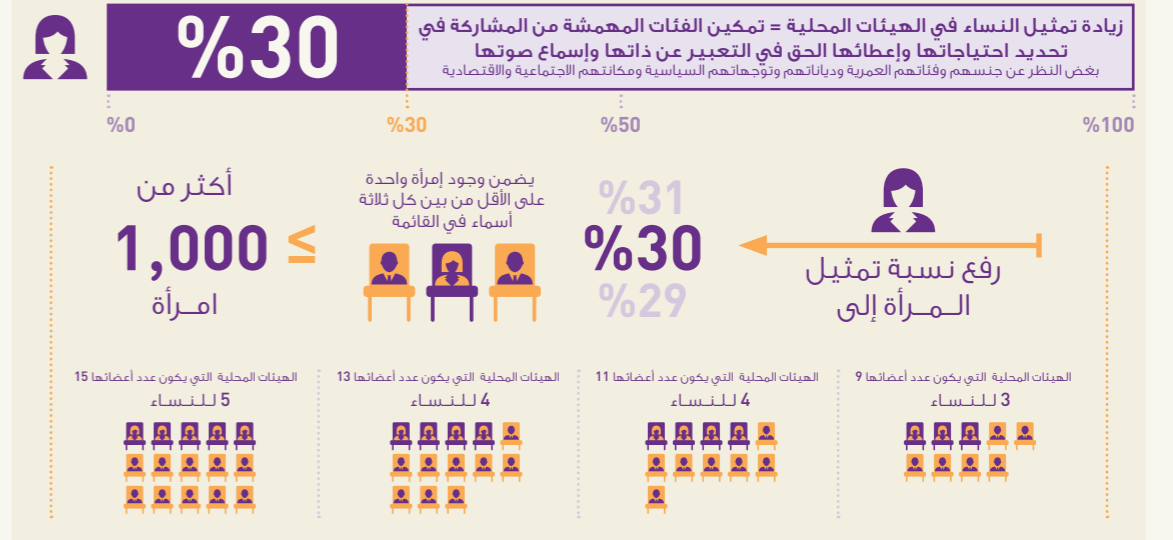 زيادة تمثيل النساء في الهيئات المحلية = تمكين الفئات المهمشة من المشاركة في
تحديد احتياجاتها وإعطائها الحق في التعبير عن ذاتها وإسماع صوتها
بغض النظر عن جنسهم وفئاتهم العمرية ودياناتهم وتوجهاتهم السياسية ومكانتهم الاجتماعية والاقتصادية
%30
%100
%50
%30
%0
رفع نسبة تمثيل
الـمـرأة إلى
%31
%30
%29
يضمن وجود إمرأة واحدة
على الأقل من بين كل ثلاثة
أسماء في القائمة
≥
أكثر من
1,000
امـرأة
الهيئات المحلية التي يكون عدد أعضائها 9
3 للـنـسـاء
الهيئات المحلية التي يكون عدد أعضائها 11
4 للـنـسـاء
الهيئات المحلية التي يكون عدد أعضائها 13
4 للـنـسـاء
الهيئات المحلية التي يكون عدد أعضائها 15
5 للـنـسـاء